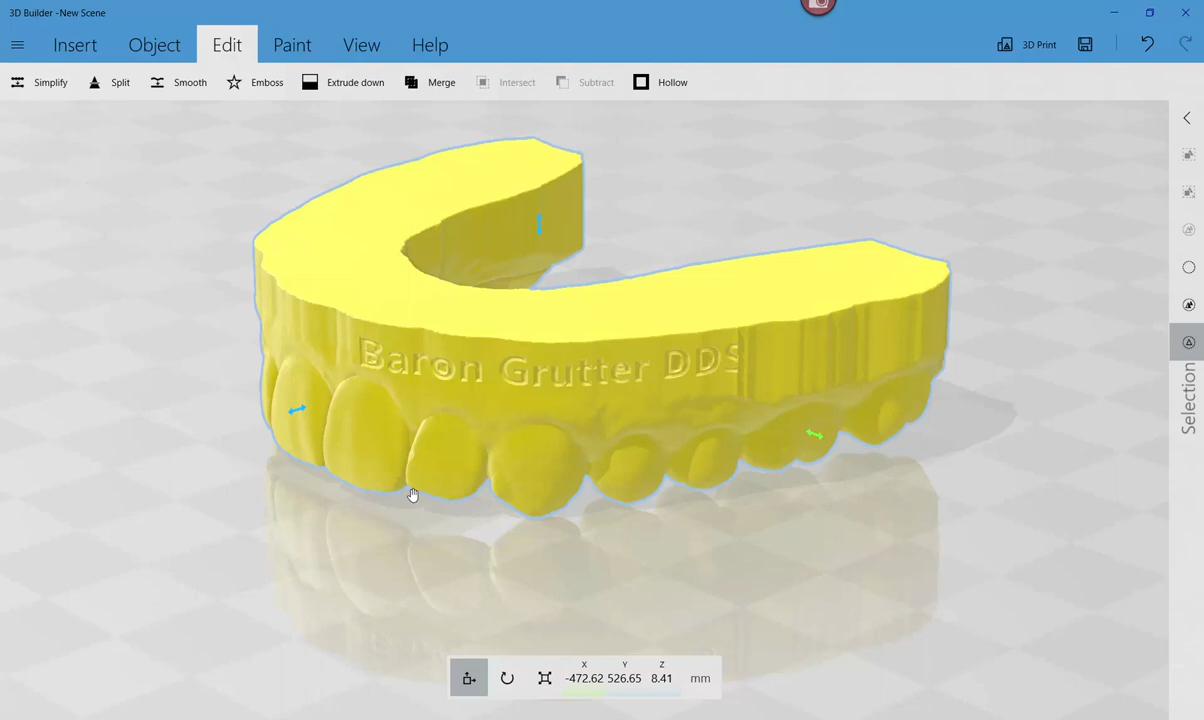 3D Builder -New Scene
Insert Object Edit Paint View Help 3D Print
Simplify Split Smooth Emboss Extrude down Merge Intersect Subtract Hollow
Baron Grutter DDS
Selection
X Y Z
-472.62 526.65 8.41 mm